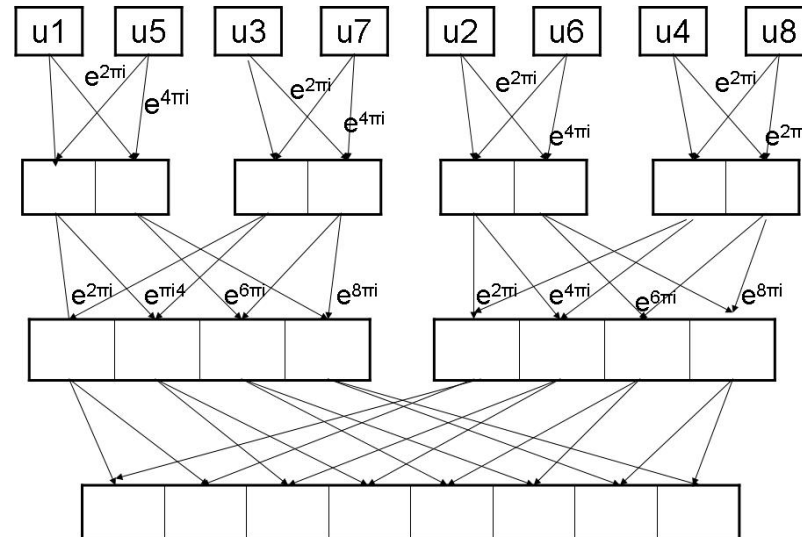 u1 u5 u3 u7 u2 u6 u4 u8
e^2πi e^2πi e^2πi e^2πi
e^4πi e^4πi e^4πi e^2πi
e^2πi e^πi4 e^6πi e^8πi e^2πi e^4πi e^6πi e^8πi